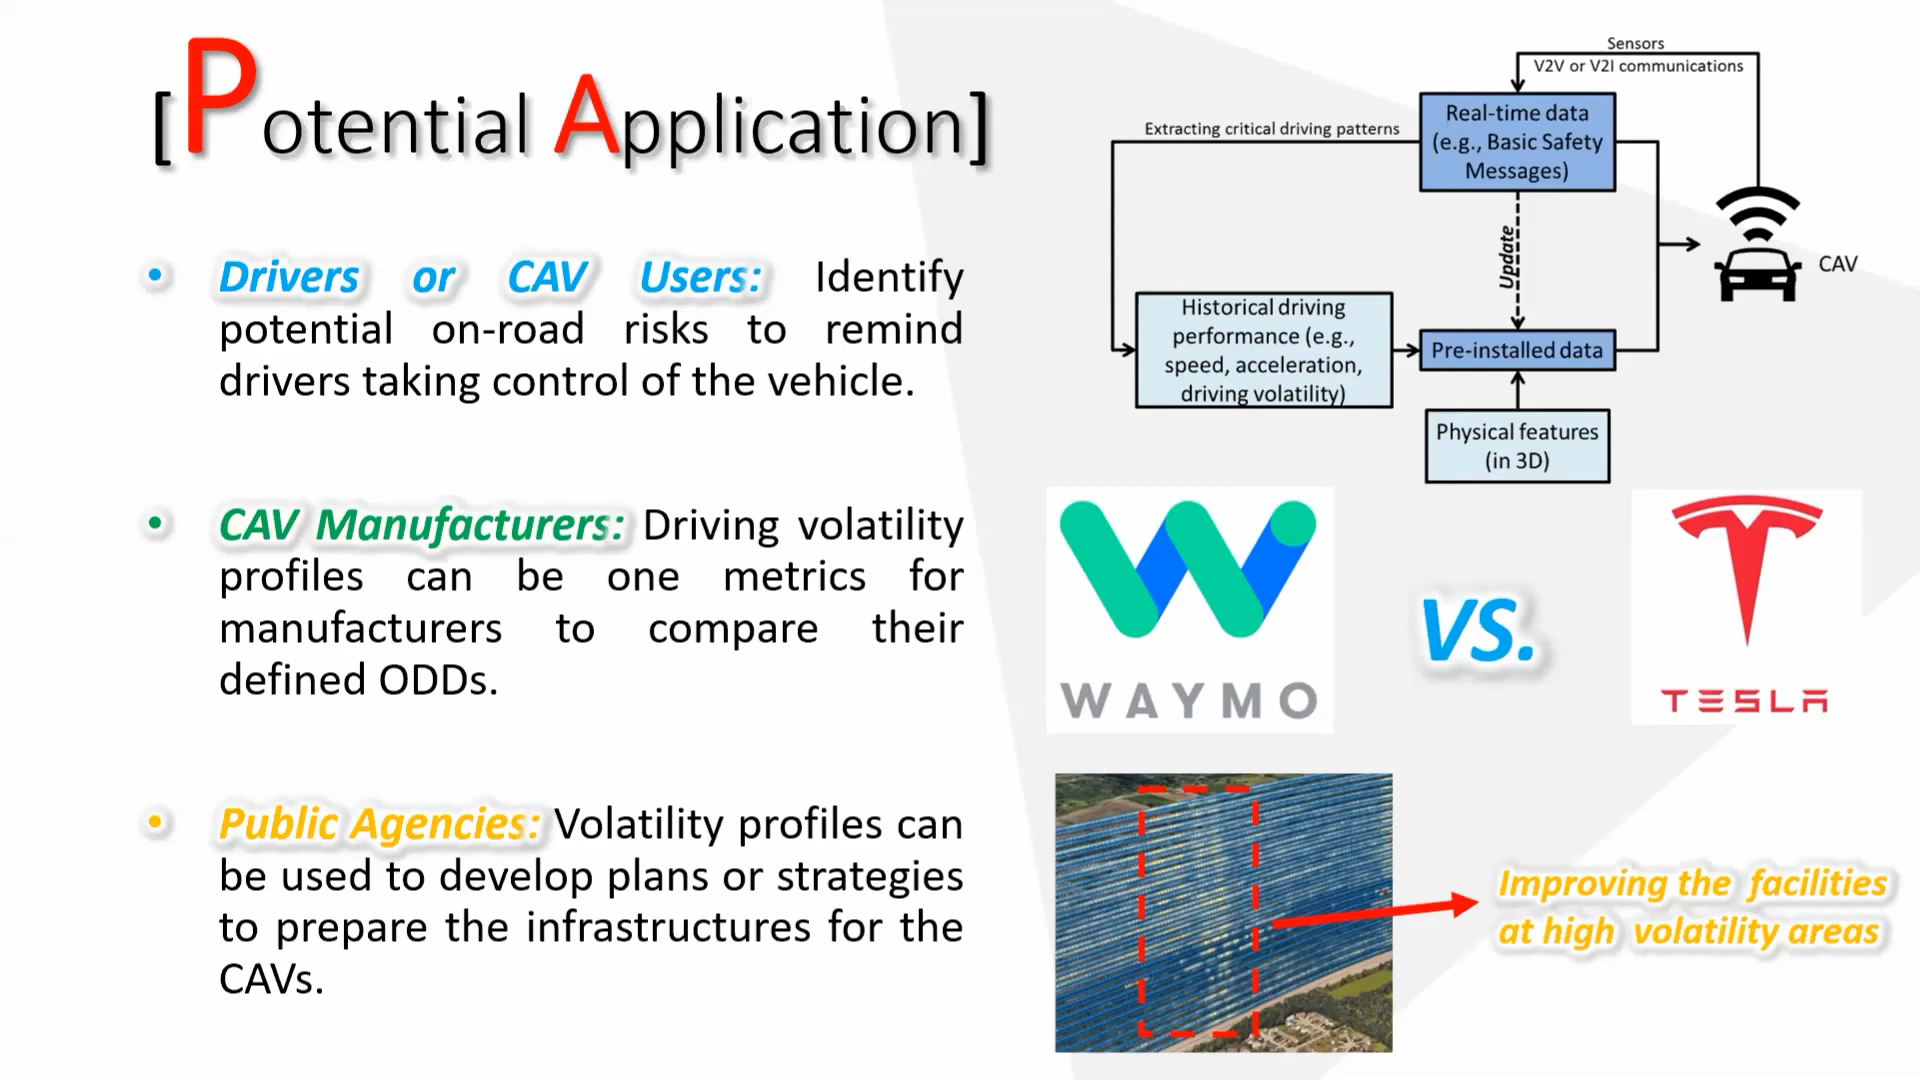 [Potential Application]
• Drivers or CAV Users: Identify
potential on-road risks to remind
drivers taking control of the vehicle.
• CAV Manufacturers: Driving volatility
profiles can be one metrics for
manufacturers to compare their
defined ODDs.
• Public Agencies: Volatility profiles can
be used to develop plans or strategies
to prepare the infrastructures for the
CAVs.
Sensors
V2V or V2I communications
Extracting critical driving patterns
Real-time data
(e.g., Basic Safety
Messages)
Update
CAV
Historical driving
performance (e.g.,
speed, acceleration,
driving volatility)
Pre-installed data
Physical features
(in 3D)
WAYMO
VS.
TESLA
Improving the facilities
at high volatility areas